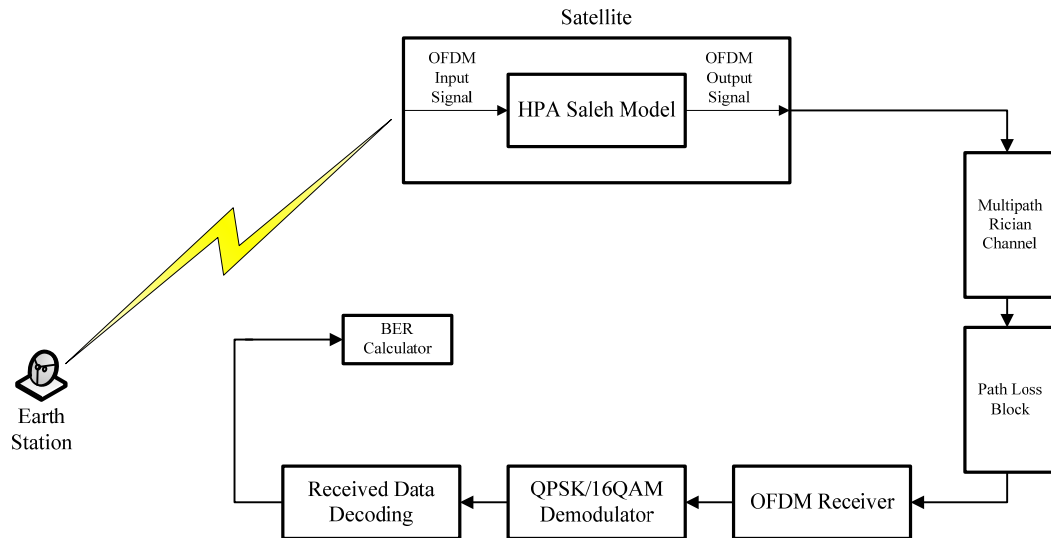 Satellite
OFDM
Input
Signal
HPA Saleh Model
OFDM
Output
Signal
Multipath
Rician
Channel
Path Loss
Block
BER
Calculator
Earth
Station
Received Data
Decoding
QPSK/16QAM
Demodulator
OFDM Receiver